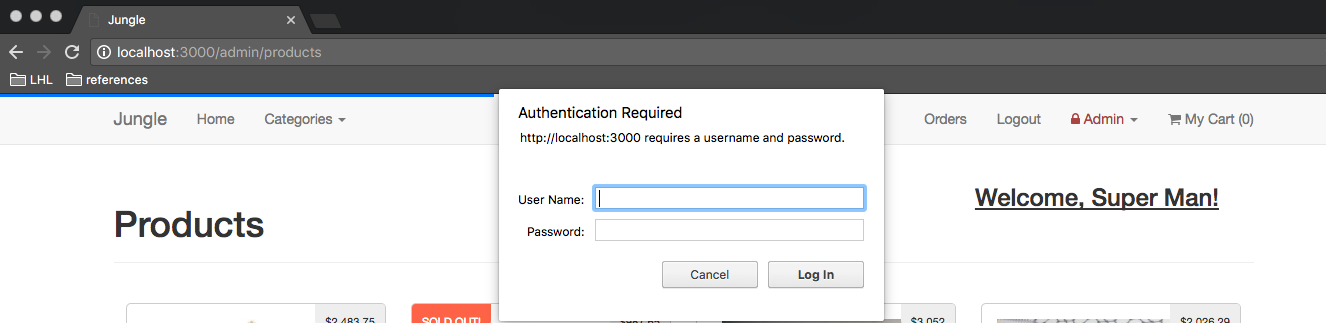 Jungle
localhost:3000/admin/products
LHL references
Jungle Home Categories Orders Logout Admin My Cart (0)
Authentication Required
http://localhost:3000 requires a username and password.
User Name:
Password:
Cancel Log In
Welcome, Super Man!
Products
$2,483.75 SOLD OUT! $3,052 $2,026.29